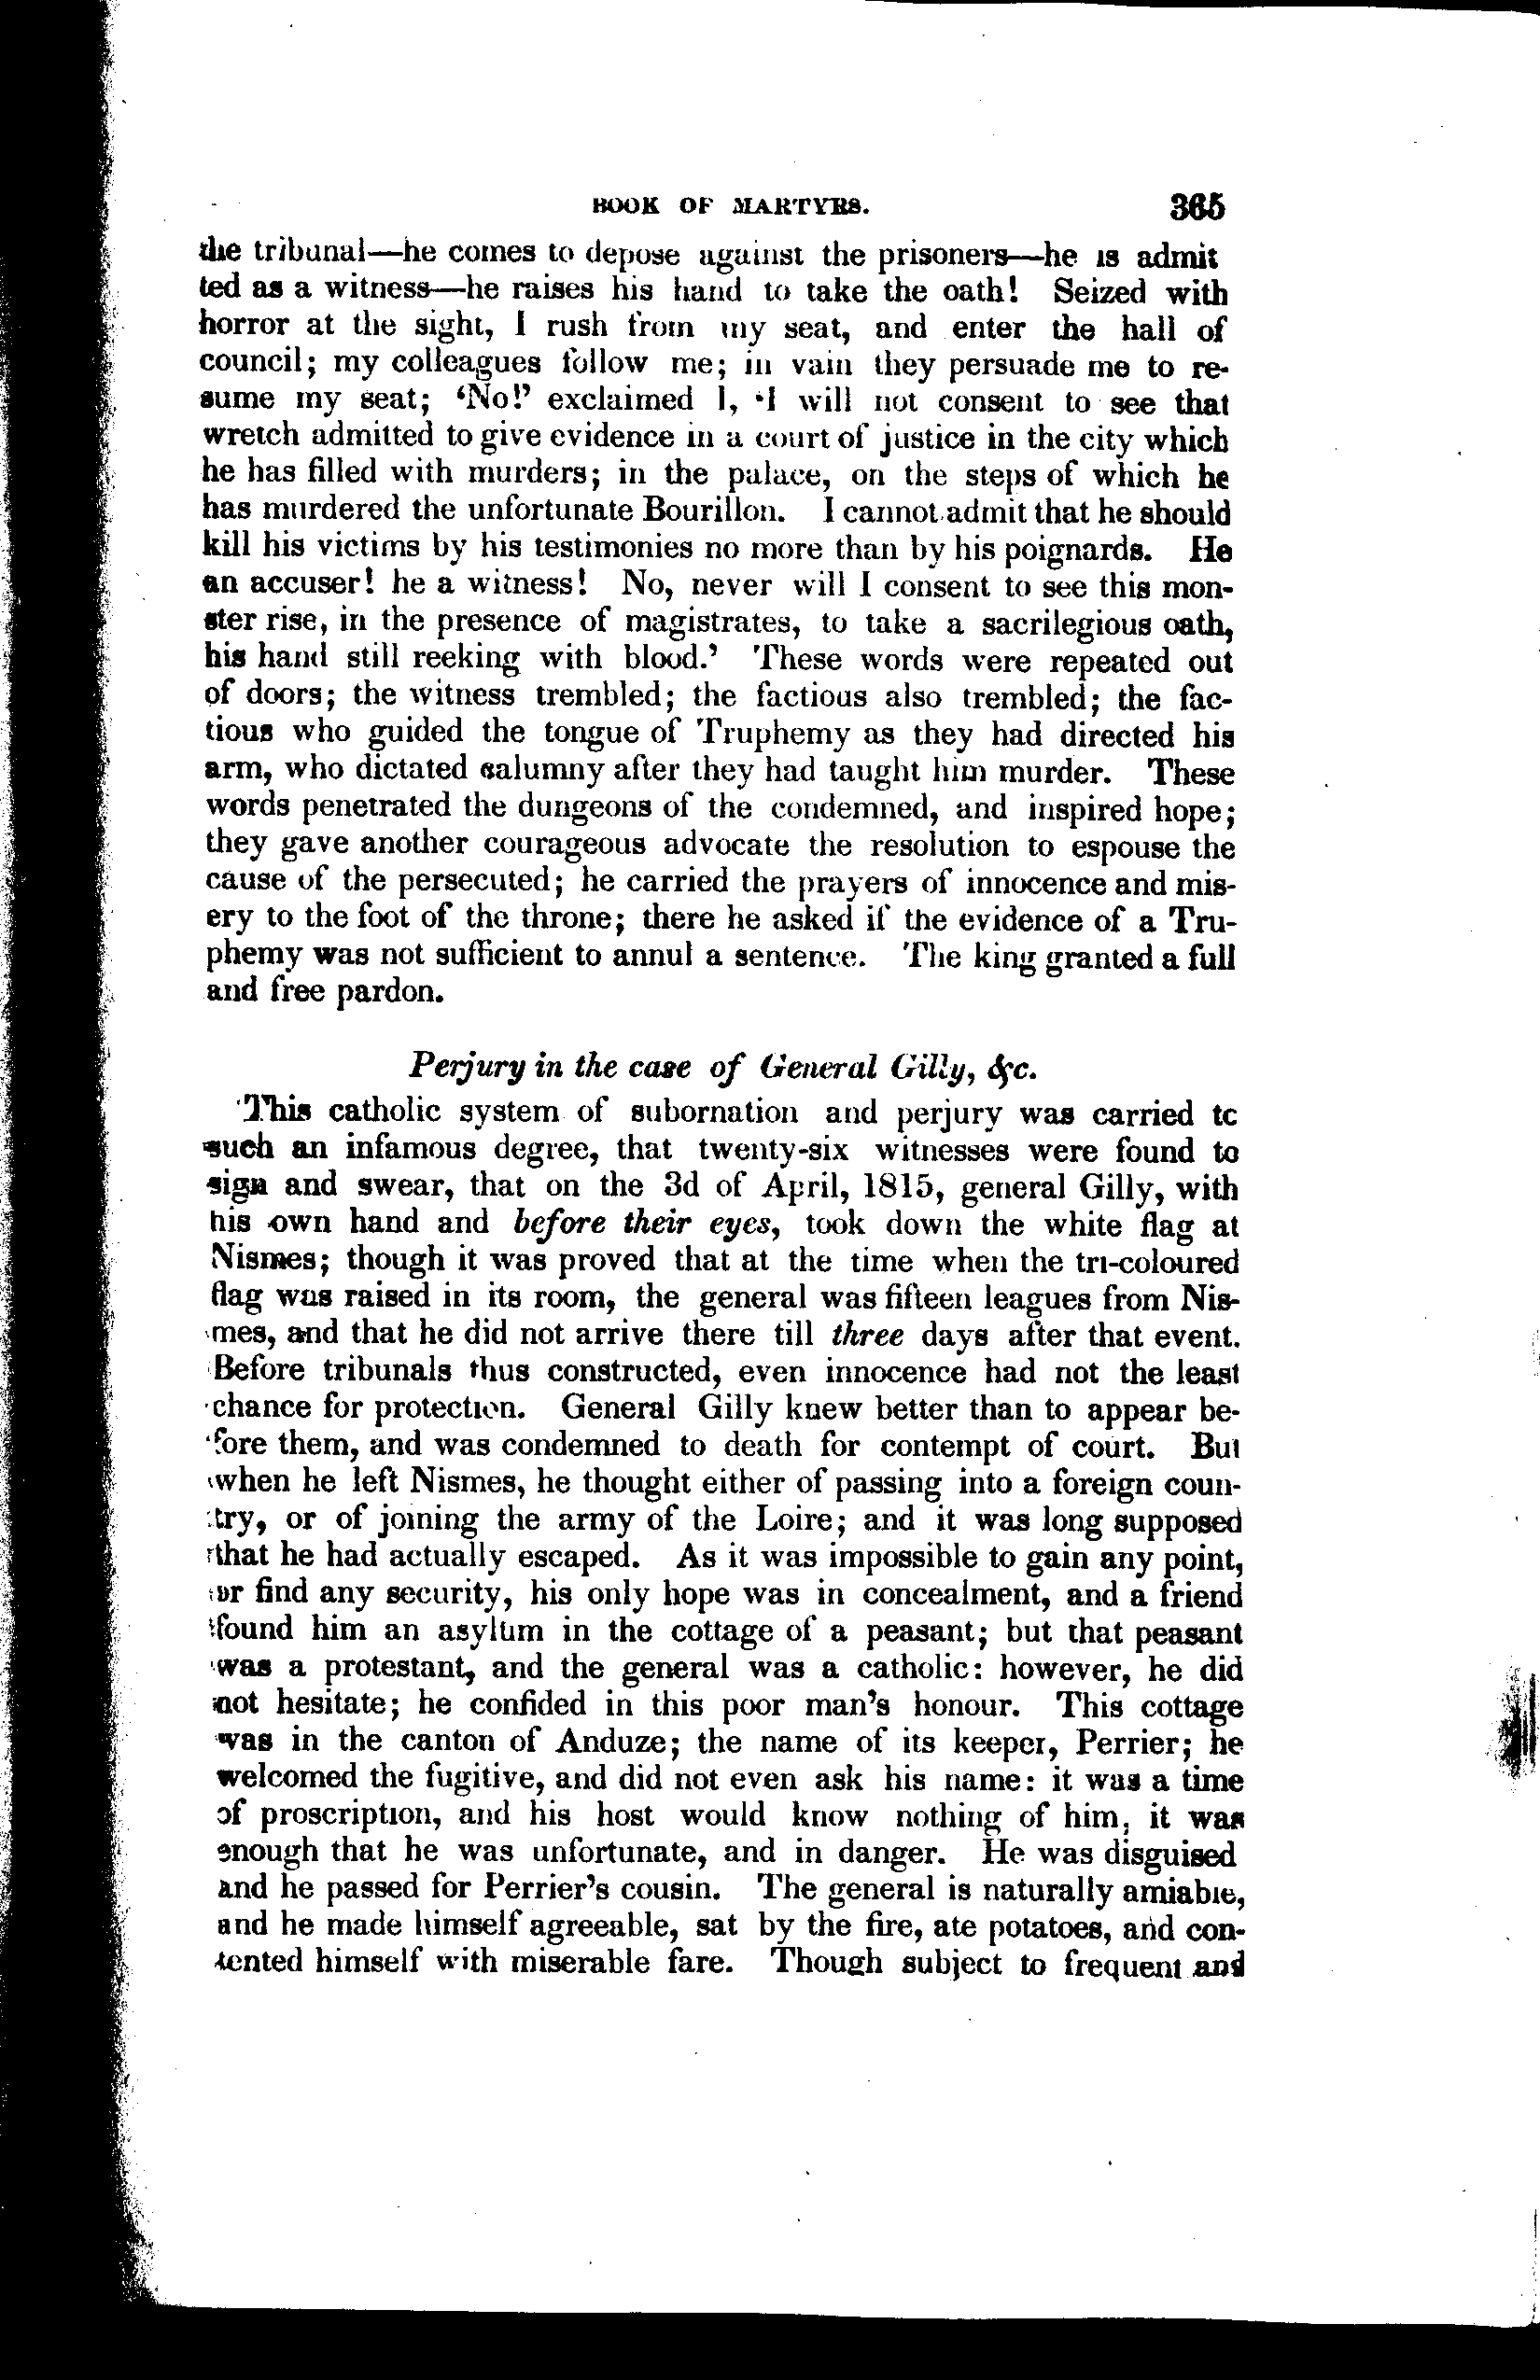 BOOK OF MARTYRS. 365
the tribunal—he comes to depose against the prisoners—he is admit
ted as a witness—he raises his hand to take the oath! Seized with
horror at the sight, I rush from my seat, and enter the hall of
council; my colleagues follow me; in vain they persuade me to re-
sume my seat; ‘No!’ exclaimed I, ‘I will not consent to see that
wretch admitted to give evidence in a court of justice in the city which
he has filled with murders; in the palace, on the steps of which he
has murdered the unfortunate Bourillon. I cannot admit that he should
kill his victims by his testimonies no more than by his poignards. He
an accuser! he a witness! No, never will I consent to see this mon-
ster rise, in the presence of magistrates, to take a sacrilegious oath,
his hand still reeking with blood.’ These words were repeated out
of doors; the witness trembled; the factious also trembled; the fac-
tious who guided the tongue of Truphemy as they had directed his
arm, who dictated calumny after they had taught him murder. These
words penetrated the dungeons of the condemned, and inspired hope;
they gave another courageous advocate the resolution to espouse the
cause of the persecuted; he carried the prayers of innocence and mis-
ery to the foot of the throne; there he asked if the evidence of a Tru-
phemy was not sufficient to annul a sentence. The king granted a full
and free pardon.
Perjury in the case of General Gilly, &c.
This catholic system of subornation and perjury was carried to
such an infamous degree, that twenty-six witnesses were found to
sign and swear, that on the 3d of April, 1815, general Gilly, with
his own hand and before their eyes, took down the white flag at
Nismes; though it was proved that at the time when the tri-coloured
flag was raised in its room, the general was fifteen leagues from Nis-
mes, and that he did not arrive there till three days after that event.
Before tribunals thus constructed, even innocence had not the least
chance for protection. General Gilly knew better than to appear be-
fore them, and was condemned to death for contempt of court. But
when he left Nismes, he thought either of passing into a foreign coun-
try, or of joining the army of the Loire; and it was long supposed
that he had actually escaped. As it was impossible to gain any point,
or find any security, his only hope was in concealment, and a friend
found him an asylum in the cottage of a peasant; but that peasant
was a protestant, and the general was a catholic: however, he did
not hesitate; he confided in this poor man’s honour. This cottage
was in the canton of Anduze; the name of its keeper, Perrier; he
welcomed the fugitive, and did not even ask his name: it was a time
of proscription, and his host would know nothing of him, it was
enough that he was unfortunate, and in danger. He was disguised
and he passed for Perrier’s cousin. The general is naturally amiable,
and he made himself agreeable, sat by the fire, ate potatoes, and con-
tented himself with miserable fare. Though subject to frequent and